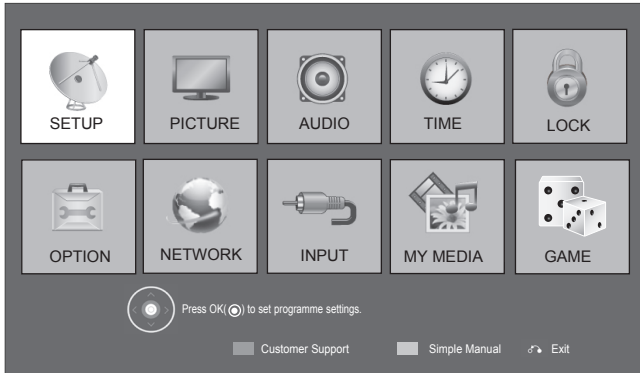 SETUP PICTURE AUDIO TIME LOCK
OPTION NETWORK INPUT MY MEDIA GAME
Press OK( ) to set programme settings.
Customer Support Simple Manual Exit